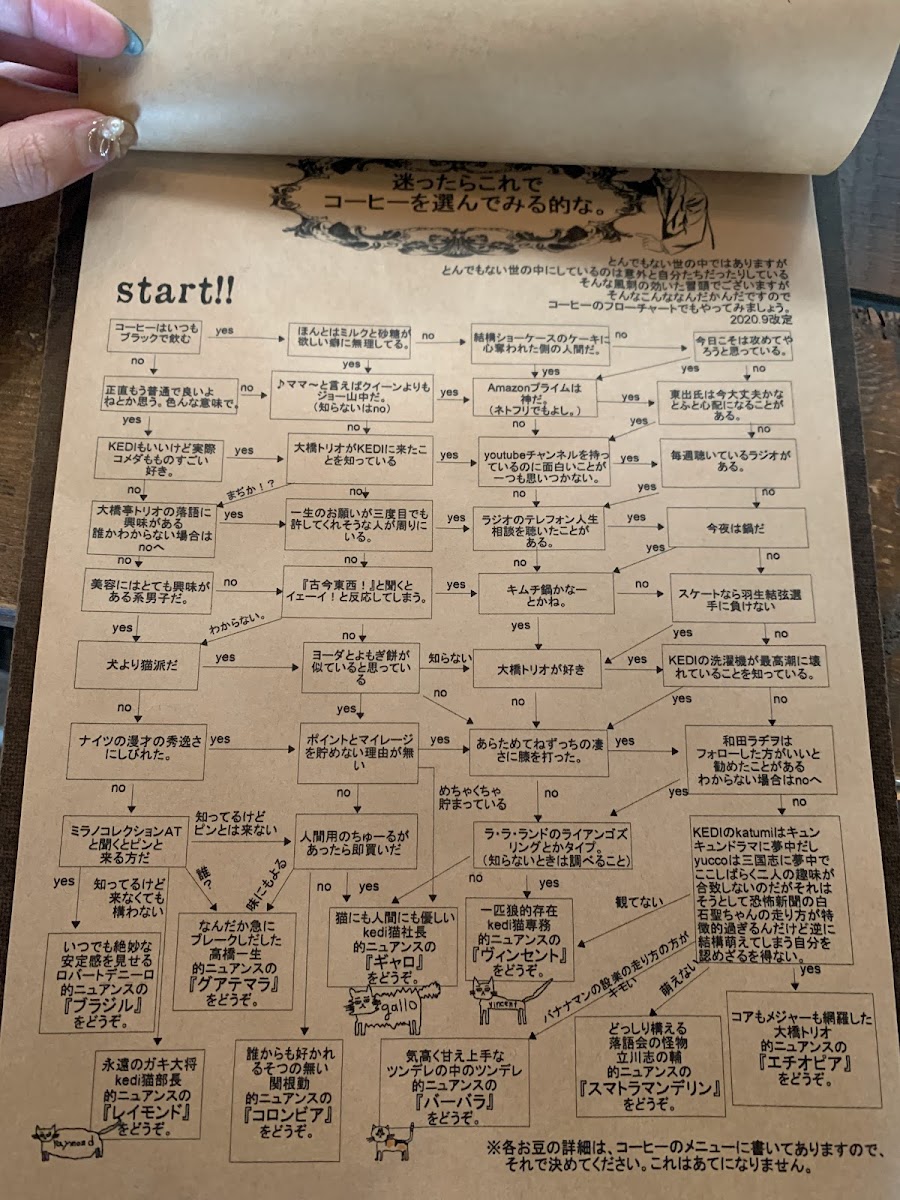 迷ったらこれで
コーヒーを選んでみる的な。
とんでもない世の中ではありますが
とんでもない世の中にしているのは意外と自分たちだったりしている
そんな風刺の効いた冒頭でございますが
そんなこんななんだかんだですので
コーヒーのフローチャートでもやってみましょう。
2020.9改定
start!!
コーヒーはいつも
ブラックで飲む
yes
ほんとはミルクと砂糖が
欲しい癖に無理してる。
no
結構ショーケースのケーキに
心奪われた側の人間だ。
no
今日こそは攻めてや
ろうと思っている。
no
yes
yes
yes
no
正直もう普通で良いよ
ねとか思う。色んな意味で。
no
♪ママ～と言えばクイーンよりも
ジョー山中だ。
(知らないはno)
yes
Amazonプライムは
神だ。
(ネトフリでもよし。)
yes
東出氏は今大丈夫かな
とふと心配になることが
ある。
yes
no
no
yes
no
KEDIもいいけど実際
コメダもものすごい
好き。
yes
大橋トリオがKEDIに来たこ
とを知っている
yes
youtubeチャンネルを持っ
ているのに面白いことが
一つも思いつかない。
yes
毎週聴いているラジオが
ある。
no
まぢか！？
no
no
yes
no
大橋亭トリオの落語に
興味がある
誰かわからない場合は
noへ
yes
一生のお願いが三度目でも
許してくれそうな人が周りに
いる。
yes
ラジオのテレフォン人生
相談を聴いたことが
ある。
yes
今夜は鍋だ
no
no
no
yes
no
美容にはとても興味が
ある系男子だ。
no
『古今東西！』と聞くと
イェーイ！と反応してしまう。
yes
キムチ鍋かなー
とかね。
no
スケートなら羽生結弦選
手に負けない
yes
わからない。
no
yes
yes
no
犬より猫派だ
yes
ヨーダとよもぎ餅が
似ていると思ってい
る
知らない
大橋トリオが好き
yes
KEDIの洗濯機が最高潮に壊
れていることを知っている。
no
yes
no
no
yes
no
ナイツの漫才の秀逸さ
にしびれた。
yes
ポイントとマイレージ
を貯めない理由が無
い
yes
あらためてねずっちの凄
さに膝を打った。
yes
和田ラヂヲは
フォローした方がいいと
勧めたことがある
わからない場合はnoへ
no
no
めちゃくちゃ
貯まっている
no
yes
no
ミラノコレクションAT
と聞くとピンと
来る方だ
知ってるけど
ピンとは来ない
人間用のちゅーるが
あったら即買いだ
ラ・ラ・ランドのライアンゴズ
リングとかタイプ。
(知らないときは調べること)
KEDIのkatumiはキュン
キュンドラマに夢中だし
yuccoは三国志に夢中で
ここしばらく二人の趣味が
合致しないのだがそれは
そうとして恐怖新聞の白
石聖ちゃんの走り方が特
徴的過ぎるんだけど逆に
結構萌えてしまう自分を
認めざるを得ない。
yes
知ってるけど
来なくても
構わない
誰？
味にもよる
no
yes
no
yes
観てない
バナナマンの設楽の走り方の方が
キモい
萌えない
yes
いつでも絶妙な
安定感を見せる
ロバートデニーロ
的なニュアンスの
『ブラジル』
をどうぞ。
なんだか急に
ブレークしだした
高橋一生
的なニュアンスの
『グアテマラ』
をどうぞ。
猫にも人間にも優しい
kedi猫社長
的ニュアンスの
『ギャロ』
をどうぞ。
gallo
一匹狼的存在
kedi猫専務
的ニュアンスの
『ヴィンセント』
をどうぞ。
vincent
永遠のガキ大将
kedi猫部長
的ニュアンスの
『レイモンド』
をどうぞ。
Raymond
誰からも好かれ
るそつの無い
関根勤
的なニュアンスの
『コロンビア』
をどうぞ。
気高く甘え上手な
ツンデレの中のツンデレ
的ニュアンスの
『バーバラ』
をどうぞ。
どっしり構える
落語会の怪物
立川志の輔
的なニュアンスの
『スマトラマンデリン』
をどうぞ。
コアもメジャーも網羅した
大橋トリオ
的なニュアンスの
『エチオピア』
をどうぞ。
※各お豆の詳細は、コーヒーのメニューに書いてありますので、
それで決めてください。これはあてになりません。